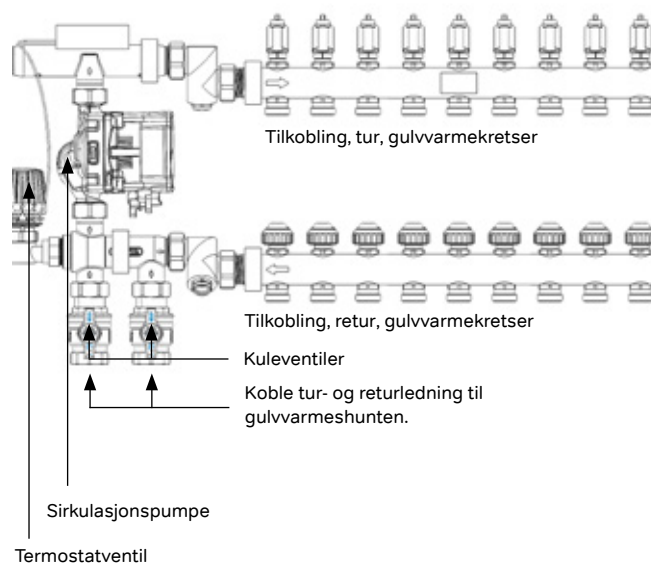 Tilkobling, tur, gulvvarmekretser
Tilkobling, retur, gulvvarmekretser
Kuleventiler
Koble tur- og returledning til
gulvvarmeshunten.
Sirkulasjonspumpe
Termostatventil